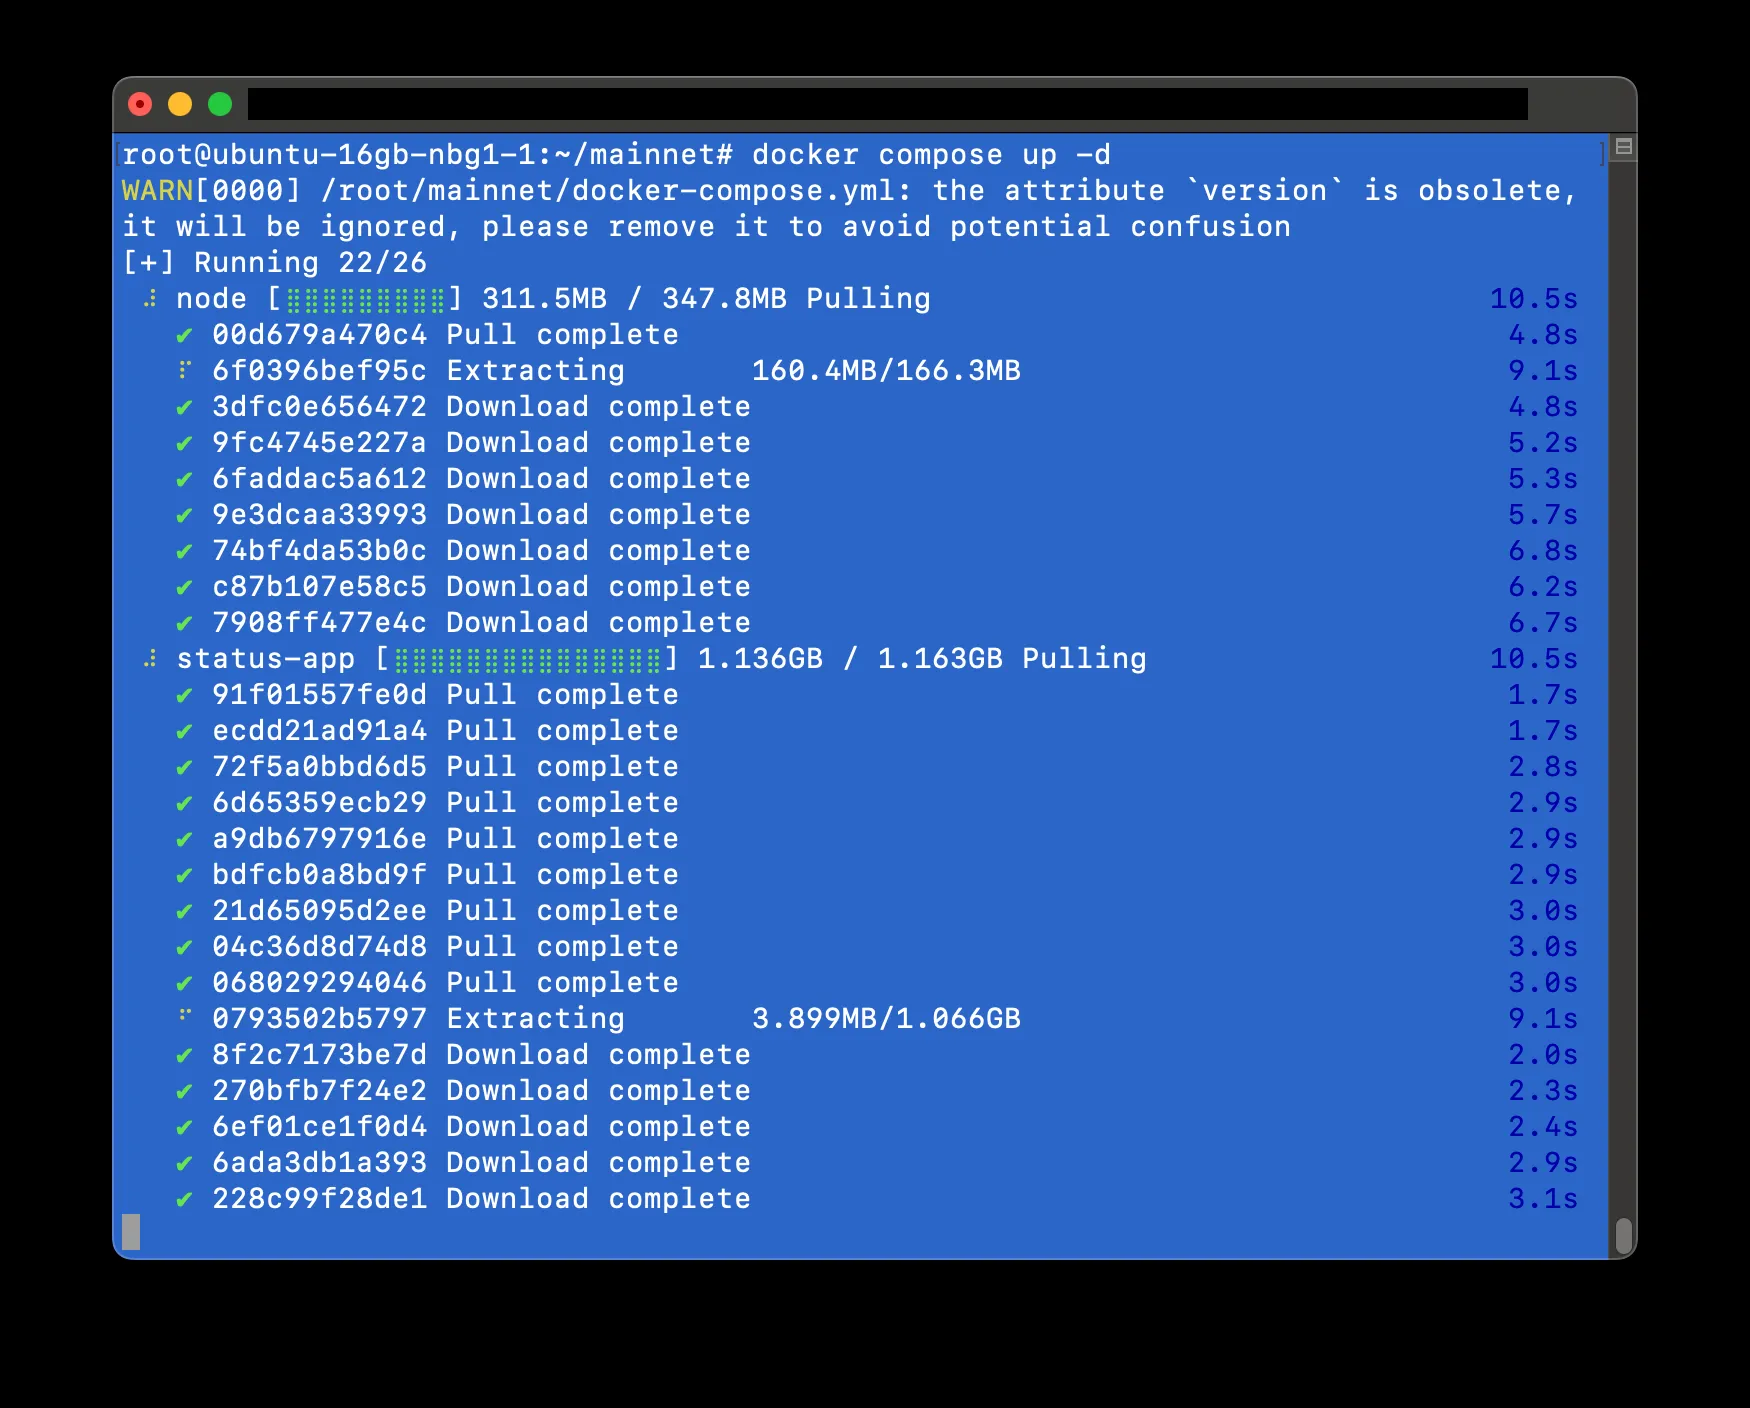 root@ubuntu-16gb-nbg1-1:~/mainnet# docker compose up -d
WARN[0000] /root/mainnet/docker-compose.yml: the attribute `version` is obsolete,
it will be ignored, please remove it to avoid potential confusion
[+] Running 22/26
⠼ node [⣿⣿⣿⣿⣿⣿⣿⣿⣿] 311.5MB / 347.8MB Pulling 10.5s
✔ 00d679a470c4 Pull complete 4.8s
⠏ 6f0396bef95c Extracting 160.4MB/166.3MB 9.1s
✔ 3dfc0e656472 Download complete 4.8s
✔ 9fc4745e227a Download complete 5.2s
✔ 6faddac5a612 Download complete 5.3s
✔ 9e3dcaa33993 Download complete 5.7s
✔ 74bf4da53b0c Download complete 6.8s
✔ c87b107e58c5 Download complete 6.2s
✔ 7908ff477e4c Download complete 6.7s
⠼ status-app [⣿⣿⣿⣿⣿⣿⣿⣿⣿⣿⣿⣿⣿⣿⣿] 1.136GB / 1.163GB Pulling 10.5s
✔ 91f01557fe0d Pull complete 1.7s
✔ ecdd21ad91a4 Pull complete 1.7s
✔ 72f5a0bbd6d5 Pull complete 2.8s
✔ 6d65359ecb29 Pull complete 2.9s
✔ a9db6797916e Pull complete 2.9s
✔ bdfcb0a8bd9f Pull complete 2.9s
✔ 21d65095d2ee Pull complete 3.0s
✔ 04c36d8d74d8 Pull complete 3.0s
✔ 068029294046 Pull complete 3.0s
⠋ 0793502b5797 Extracting 3.899MB/1.066GB 9.1s
✔ 8f2c7173be7d Download complete 2.0s
✔ 270bfb7f24e2 Download complete 2.3s
✔ 6ef01ce1f0d4 Download complete 2.4s
✔ 6ada3db1a393 Download complete 2.9s
✔ 228c99f28de1 Download complete 3.1s